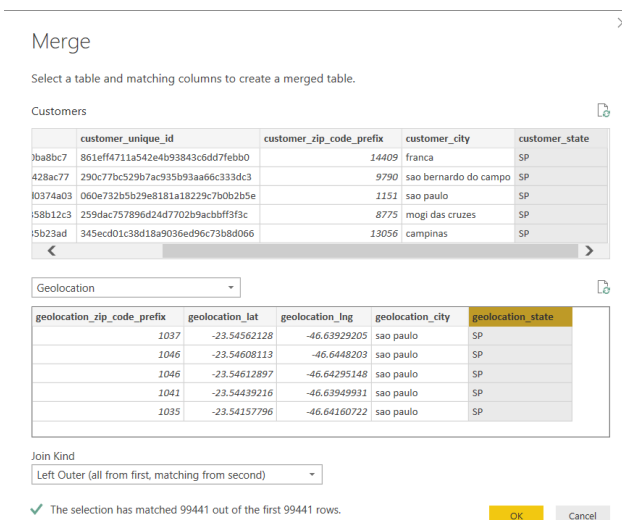 Merge
Select a table and matching columns to create a merged table.
Customers
customer_unique_id customer_zip_code_prefix customer_city customer_state
0ba8bc7 861eff4711a542e4b93843c6dd7febb0 14409 franca SP
428ac77 290c77bc529b7ac935b93aa66c333dc3 9790 sao bernardo do campo SP
d0374a03 060e732b5b29e8181a18229c7b0b2b5e 1151 sao paulo SP
358b12c3 259dac757896d24d7702b9acbbff3f3c 8775 mogi das cruzes SP
35b23ad 345ecd01c38d18a9036ed96c73b8d066 13056 campinas SP
Geolocation
geolocation_zip_code_prefix geolocation_lat geolocation_lng geolocation_city geolocation_state
1037 -23.54562128 -46.63929205 sao paulo SP
1046 -23.54608113 -46.6448203 sao paulo SP
1046 -23.54612897 -46.64295148 sao paulo SP
1041 -23.54439216 -46.63949931 sao paulo SP
1035 -23.54157796 -46.64160722 sao paulo SP
Join Kind
Left Outer (all from first, matching from second)
The selection has matched 99441 out of the first 99441 rows.
OK Cancel